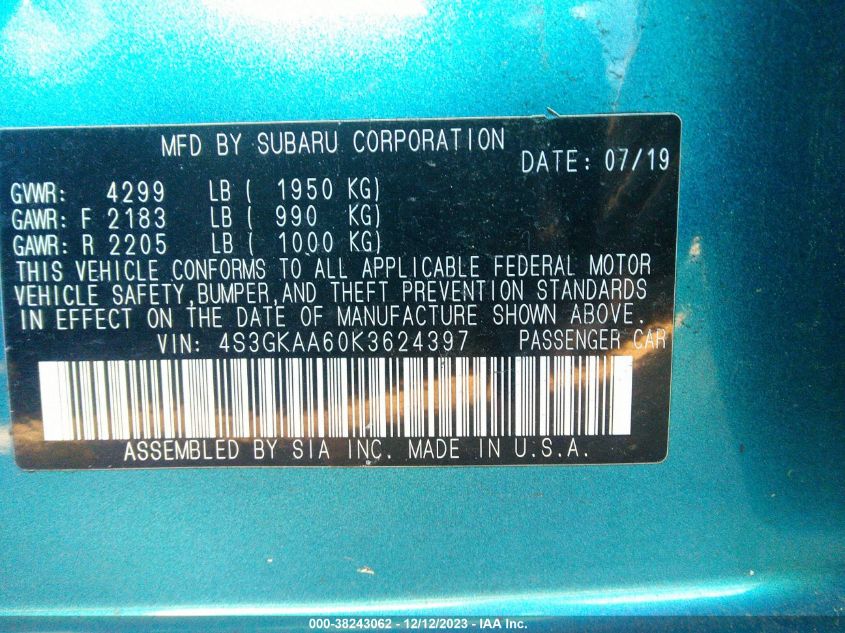 MFD BY SUBARU CORPORATION
DATE: 07/19
GVWR: 4299 LB ( 1950 KG)
GAWR: F 2183 LB ( 990 KG)
GAWR: R 2205 LB ( 1000 KG)
THIS VEHICLE CONFORMS TO ALL APPLICABLE FEDERAL MOTOR
VEHICLE SAFETY,BUMPER,AND THEFT PREVENTION STANDARDS
IN EFFECT ON THE DATE OF MANUFACTURE SHOWN ABOVE.
VIN: 4S3GKAA60K3624397 PASSENGER CAR
ASSEMBLED BY SIA INC. MADE IN U.S.A.
000-38243062 - 12/12/2023 - IAA Inc.